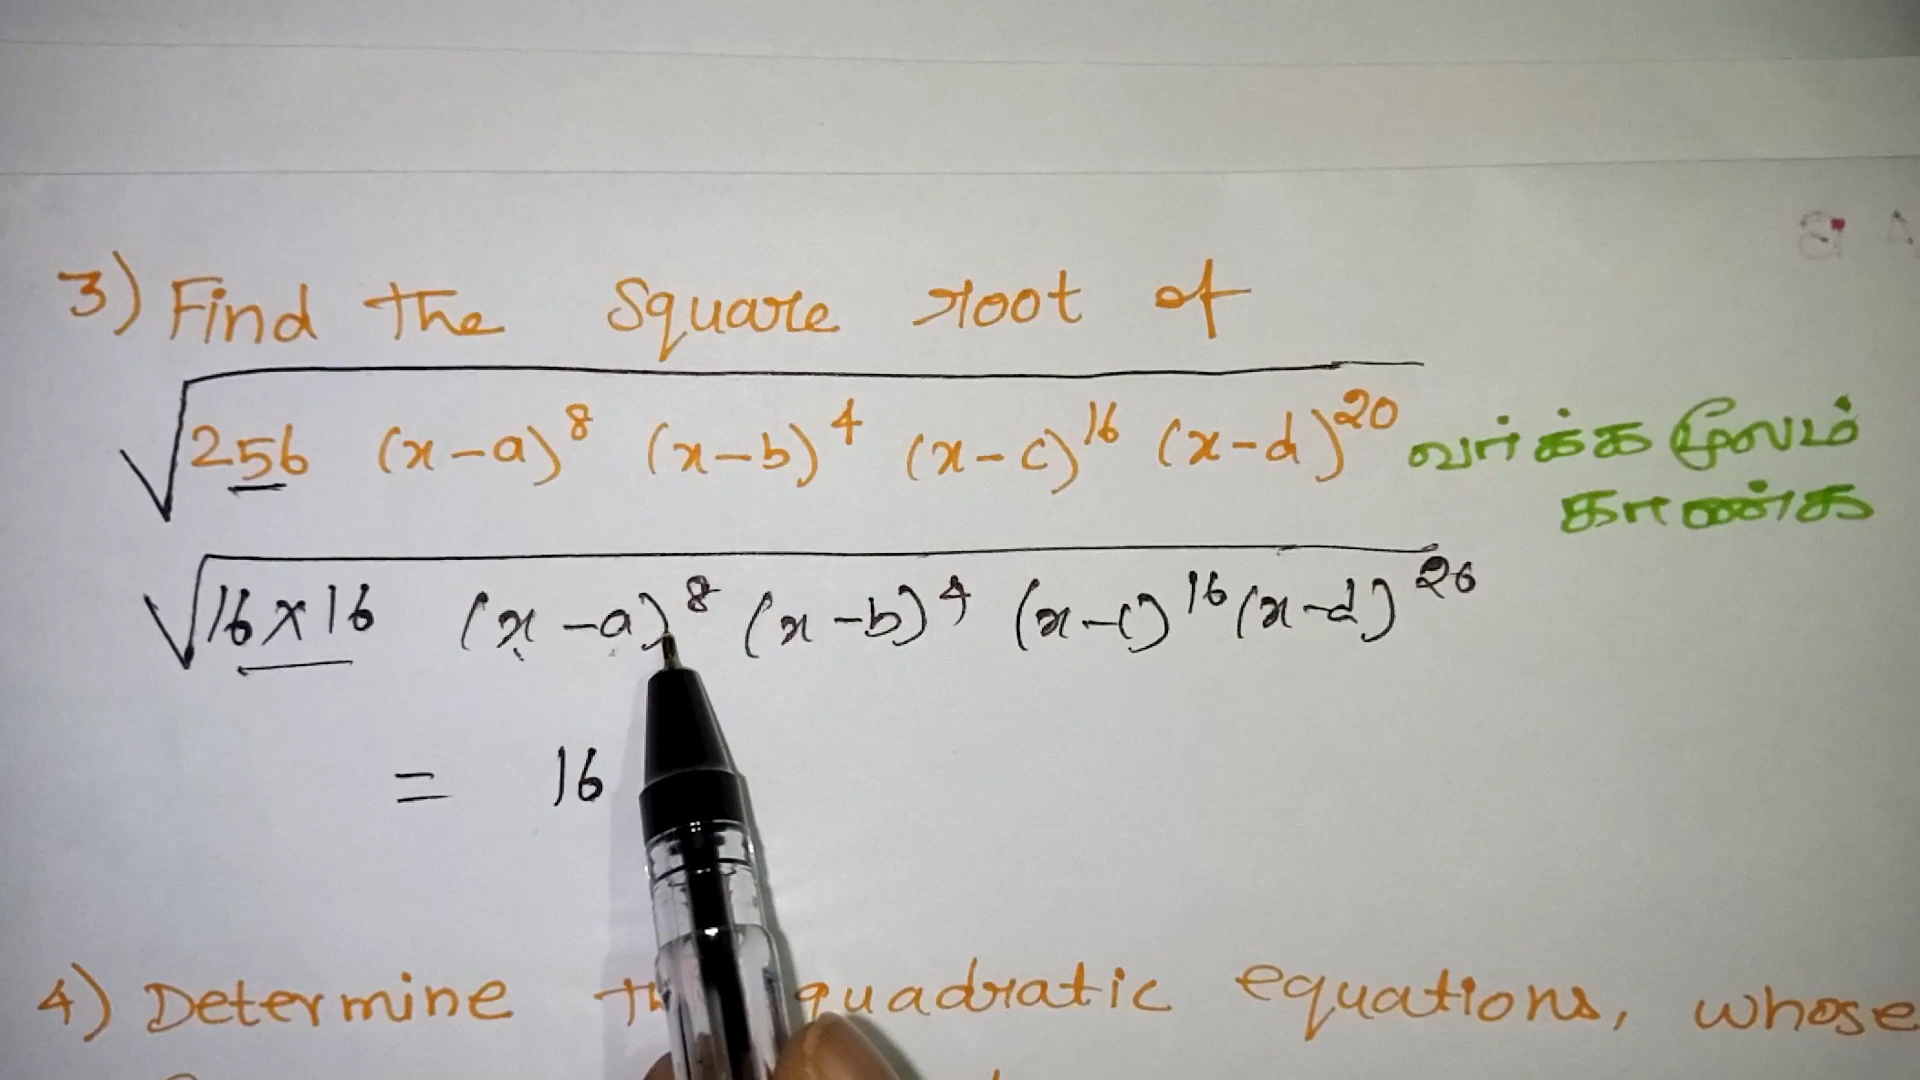 3) Find the square root of
√256 (x-a)⁸ (x-b)⁴ (x-c)¹⁶ (x-d)²⁰ வர்க்க மூலம்
காண்க
√16×16 (x-a)⁸ (x-b)⁴ (x-c)¹⁶ (x-d)²⁰
= 16
4) Determine quadratic equations, whose